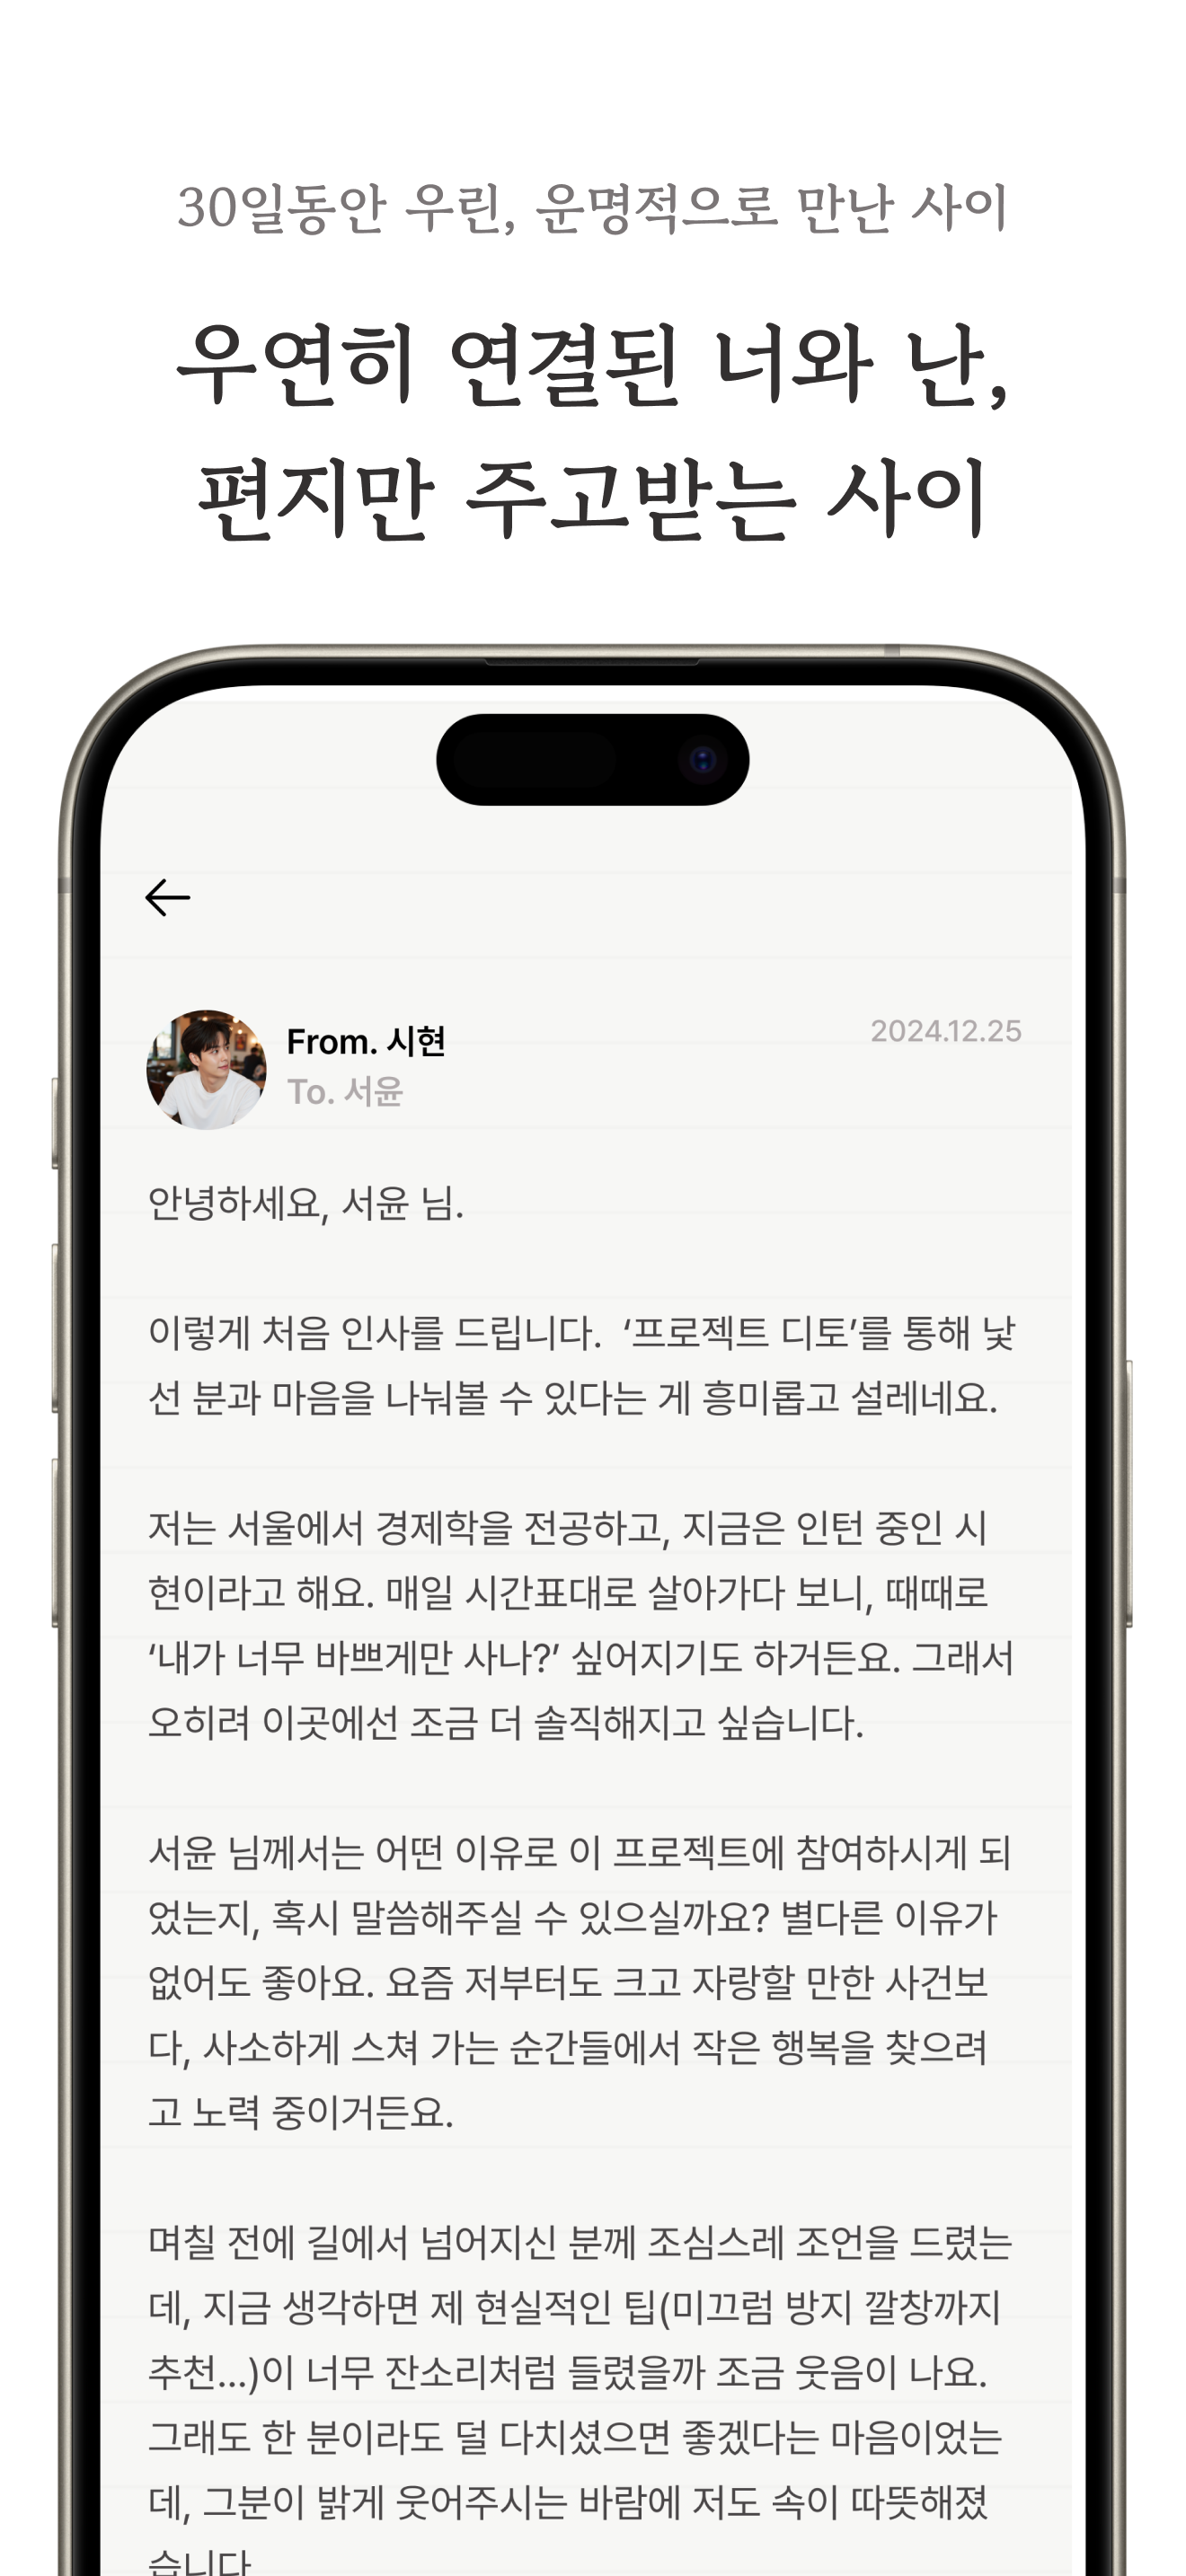 30일동안 우린, 운명적으로 만난 사이
우연히 연결된 너와 난,
편지만 주고받는 사이
From. 시현
2024.12.25
To. 서윤
안녕하세요, 서윤 님.
이렇게 처음 인사를 드립니다. ‘프로젝트 디토’를 통해 낯
선 분과 마음을 나눠볼 수 있다는 게 흥미롭고 설레네요.
저는 서울에서 경제학을 전공하고, 지금은 인턴 중인 시
현이라고 해요. 매일 시간표대로 살아가다 보니, 때때로
‘내가 너무 바쁘게만 사나?’ 싶어지기도 하거든요. 그래서
오히려 이곳에선 조금 더 솔직해지고 싶습니다.
서윤 님께서는 어떤 이유로 이 프로젝트에 참여하시게 되
었는지, 혹시 말씀해주실 수 있으실까요? 별다른 이유가
없어도 좋아요. 요즘 저부터도 크고 자랑할 만한 사건보
다, 사소하게 스쳐 가는 순간들에서 작은 행복을 찾으려
고 노력 중이거든요.
며칠 전에 길에서 넘어지신 분께 조심스레 조언을 드렸는
데, 지금 생각하면 제 현실적인 팁(미끄럼 방지 깔창까지
추천...)이 너무 잔소리처럼 들렸을까 조금 웃음이 나요.
그래도 한 분이라도 덜 다치셨으면 좋겠다는 마음이었는
데, 그분이 밝게 웃어주시는 바람에 저도 속이 따뜻해졌
습니다